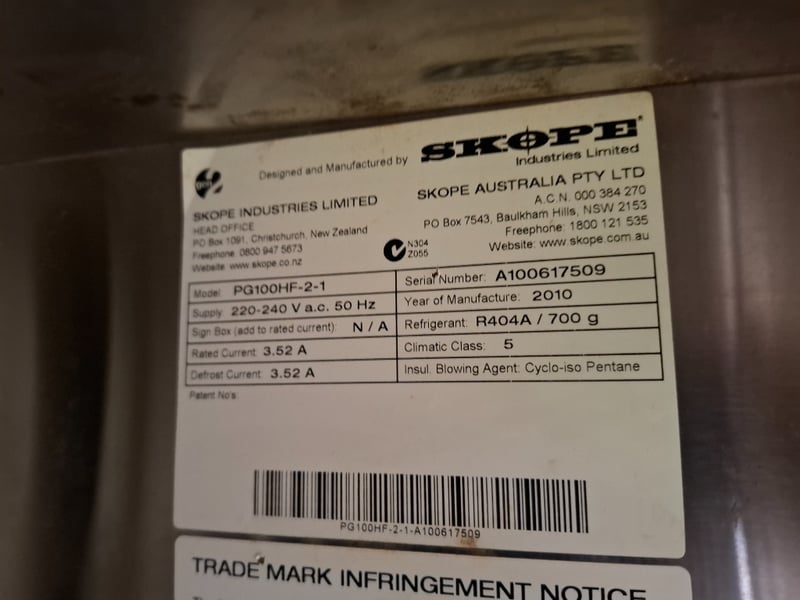 Designed and Manufactured by SKOPE
Industries Limited
SKOPE INDUSTRIES LIMITED
HEAD OFFICE
PO Box 1091, Christchurch, New Zealand
Freephone 0800 947 5673
Website www.skope.co.nz
N304
Z055
SKOPE AUSTRALIA PTY LTD
A.C.N. 000 384 270
PO Box 7543, Baulkham Hills, NSW 2153
Freephone: 1800 121 535
Website: www.skope.com.au
Model: PG100HF-2-1
Supply: 220-240 V a.c. 50 Hz
Sign Box (add to rated current): N / A
Rated Current: 3.52 A
Defrost Current: 3.52 A
Serial Number: A100617509
Year of Manufacture: 2010
Refrigerant: R404A / 700 g
Climatic Class: 5
Insul. Blowing Agent: Cyclo-iso Pentane
Patent No's
PG100HF-2-1-A100617509
TRADE MARK INFRINGEMENT NOTICE